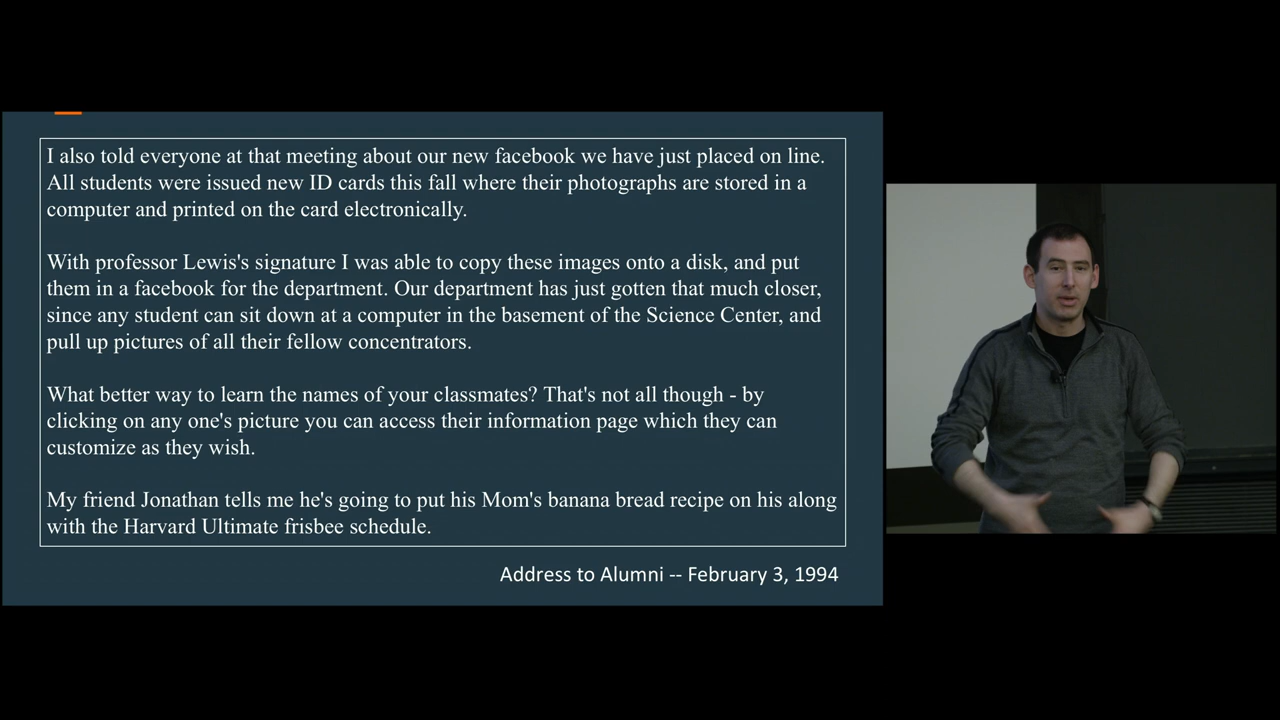 I also told everyone at that meeting about our new facebook we have just placed on line.
All students were issued new ID cards this fall where their photographs are stored in a
computer and printed on the card electronically.
With professor Lewis's signature I was able to copy these images onto a disk, and put
them in a facebook for the department. Our department has just gotten that much closer,
since any student can sit down at a computer in the basement of the Science Center, and
pull up pictures of all their fellow concentrators.
What better way to learn the names of your classmates? That's not all though - by
clicking on any one's picture you can access their information page which they can
customize as they wish.
My friend Jonathan tells me he's going to put his Mom's banana bread recipe on his along
with the Harvard Ultimate frisbee schedule.
Address to Alumni -- February 3, 1994